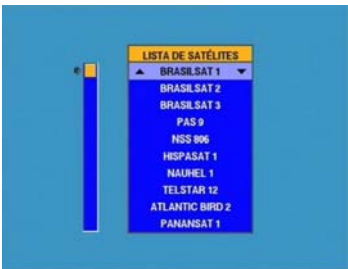 LISTA DE SATÉLITES
BRASILSAT 1
BRASILSAT 2
BRASILSAT 3
PAS 9
NSS 806
HISPASAT 1
NAUHEL 1
TELSTAR 12
ATLANTIC BIRD 2
PANANSAT 1